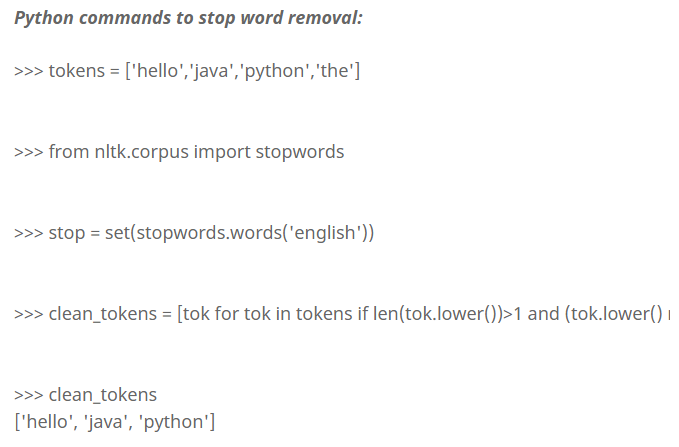 Python commands to stop word removal:
>>> tokens = ['hello','java','python','the']
>>> from nltk.corpus import stopwords
>>> stop = set(stopwords.words('english'))
>>> clean_tokens = [tok for tok in tokens if len(tok.lower())>1 and (tok.lower()
>>> clean_tokens
['hello', 'java', 'python']